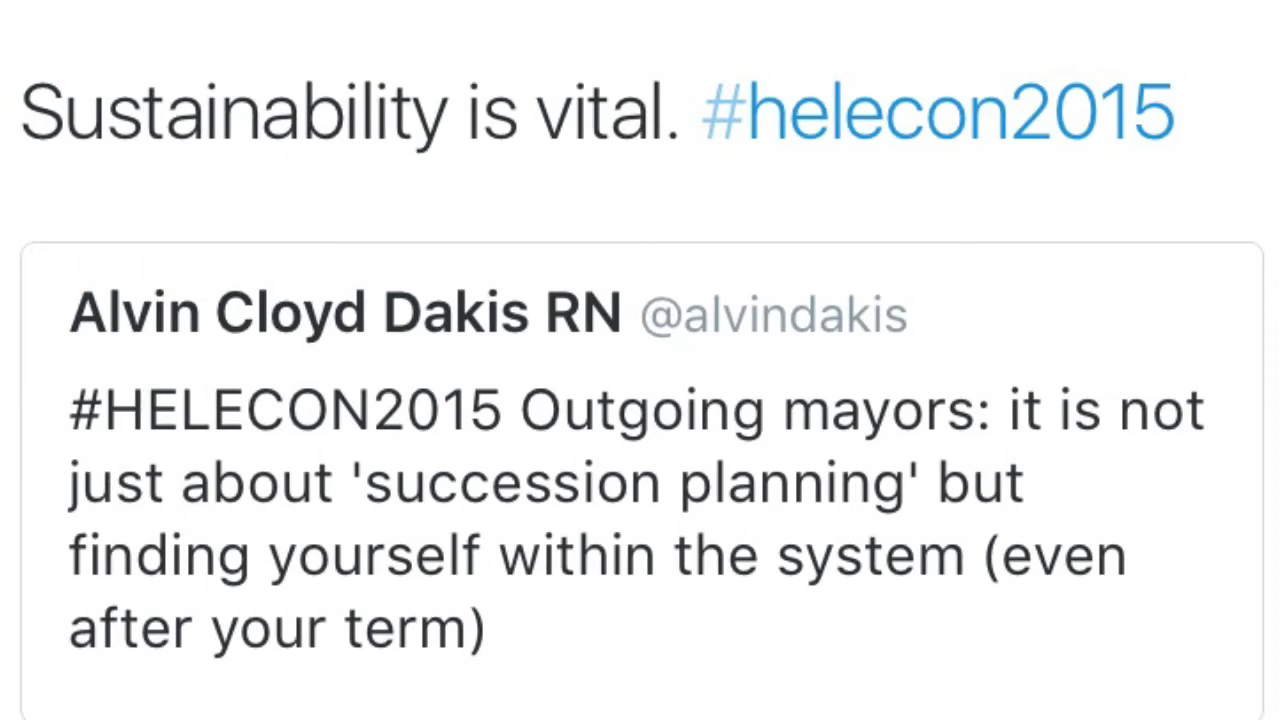 Sustainability is vital. #helecon2015
Alvin Cloyd Dakis RN @alvindakis
#HELECON2015 Outgoing mayors: it is not
just about 'succession planning' but
finding yourself within the system (even
after your term)